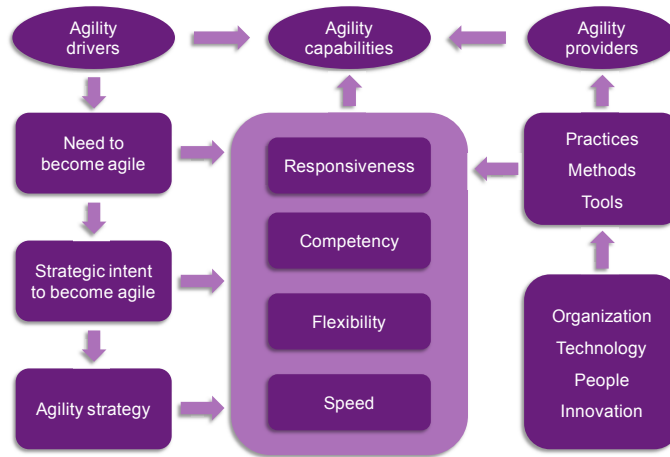 Agility
drivers
Agility
capabilities
Agility
providers
Need to
become agile
Strategic intent
to become agile
Agility strategy
Responsiveness
Competency
Flexibility
Speed
Practices
Methods
Tools
Organization
Technology
People
Innovation